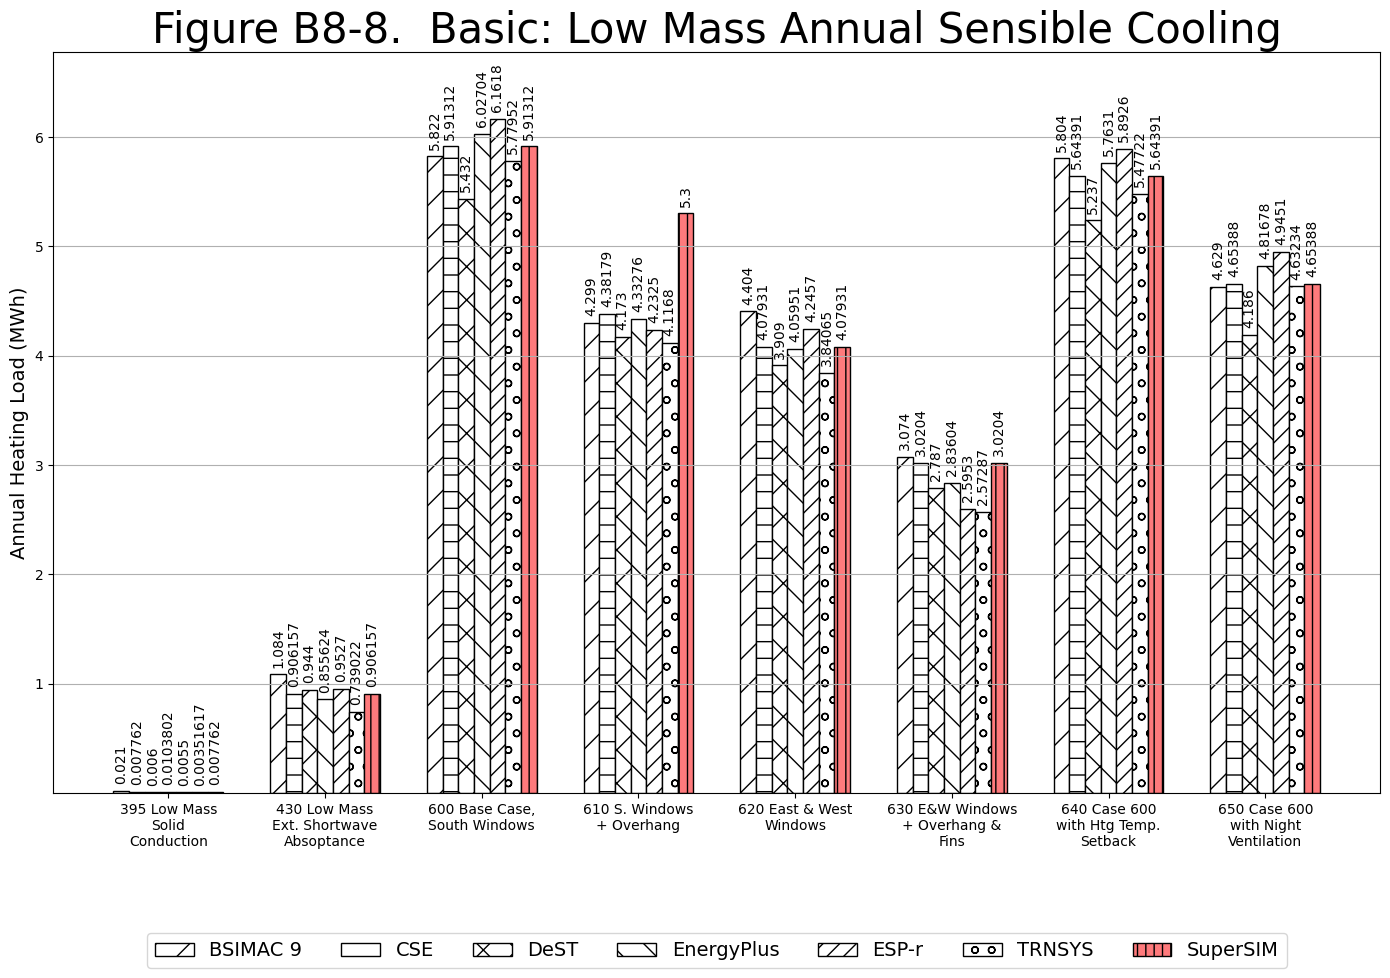 Figure B8-8.  Basic: Low Mass Annual Sensible Cooling
Annual Heating Load (MWh)
6
5
4
3
2
1
0.021
0.007762
0.006
0.0103802
0.0055
0.00351617
0.007762
1.084
0.906157
0.944
0.855624
0.9527
0.739022
0.906157
5.822
5.91312
5.432
6.02704
6.1618
5.77952
5.91312
4.299
4.38179
4.173
4.33276
4.2325
4.1168
5.3
4.404
4.07931
3.909
4.05951
4.2457
3.84065
4.07931
3.074
3.0204
2.787
2.83604
2.5953
2.57287
3.0204
5.804
5.64391
5.237
5.7631
5.8926
5.47722
5.64391
4.629
4.65388
4.186
4.81678
4.9451
4.63234
4.65388
395 Low Mass
Solid
Conduction
430 Low Mass
Ext. Shortwave
Absoptance
600 Base Case,
South Windows
610 S. Windows
+ Overhang
620 East & West
Windows
630 E&W Windows
+ Overhang &
Fins
640 Case 600
with Htg Temp.
Setback
650 Case 600
with Night
Ventilation
BSIMAC 9
CSE
DeST
EnergyPlus
ESP-r
TRNSYS
SuperSIM